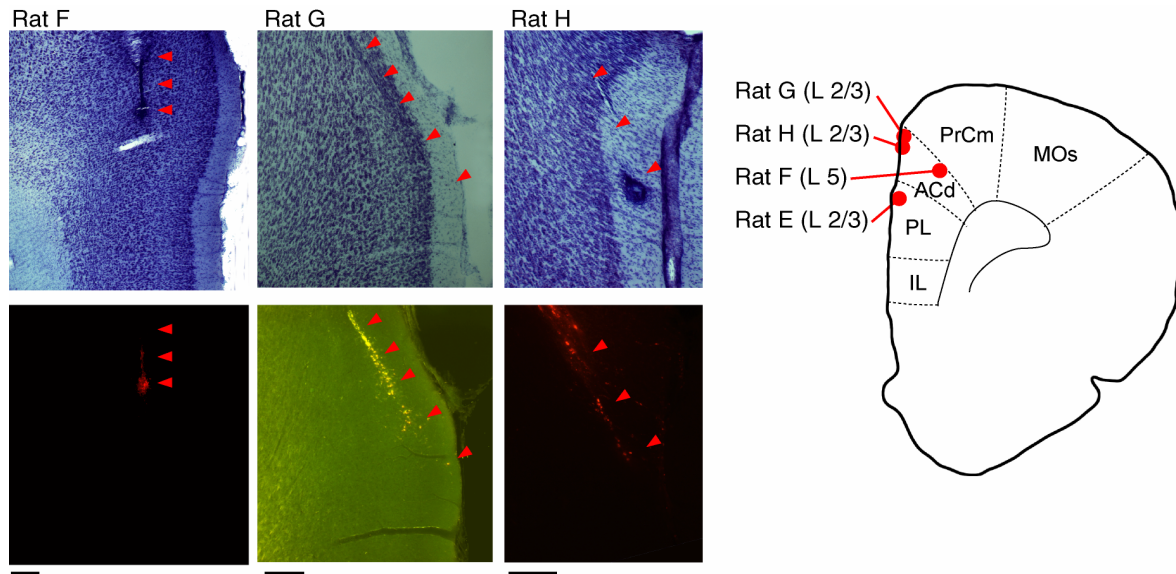 Rat F
Rat G
Rat H
Rat G (L 2/3)
Rat H (L 2/3)
Rat F (L 5)
Rat E (L 2/3)
PrCm
MOs
ACd
PL
IL